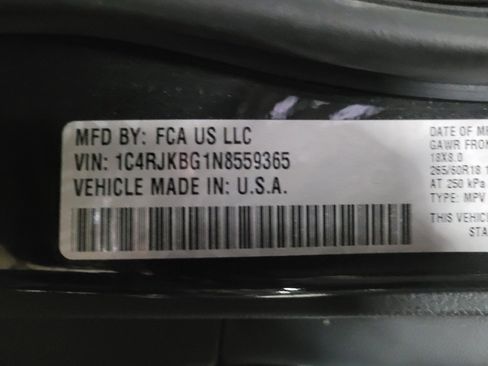 MFD BY: FCA US LLC
VIN: 1C4RJKBG1N8559365
VEHICLE MADE IN: U.S.A.
DATE OF M
GAWR FRON
18X8.0
265/60R18
AT 250 kPa
TYPE: MPV
THIS VEHIC
STA